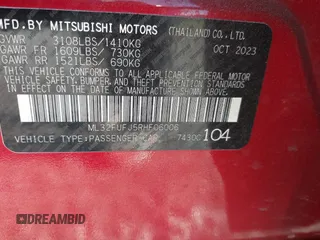 MFD.BY MITSUBISHI MOTORS (THAILAND) CO., LTD.
GVWR 3108LBS/1410KG OCT 2023
GAWR FR 1609LBS/ 730KG
GAWR RR 1521LBS/ 690KG
THIS VEHICLE CONFORMS TO ALL APPLICABLE FEDERAL
MOTOR VEHICLE SAFETY, BUMPER, AND THEFT PREVENTION
STANDARDS IN EFFECT ON THE DATE OF MANUFACTURE
SHOWN ABOVE.
ML32FUFJ5RHF06006
VEHICLE TYPE:PASSENGER CAR 7430C 104
DREAMBID